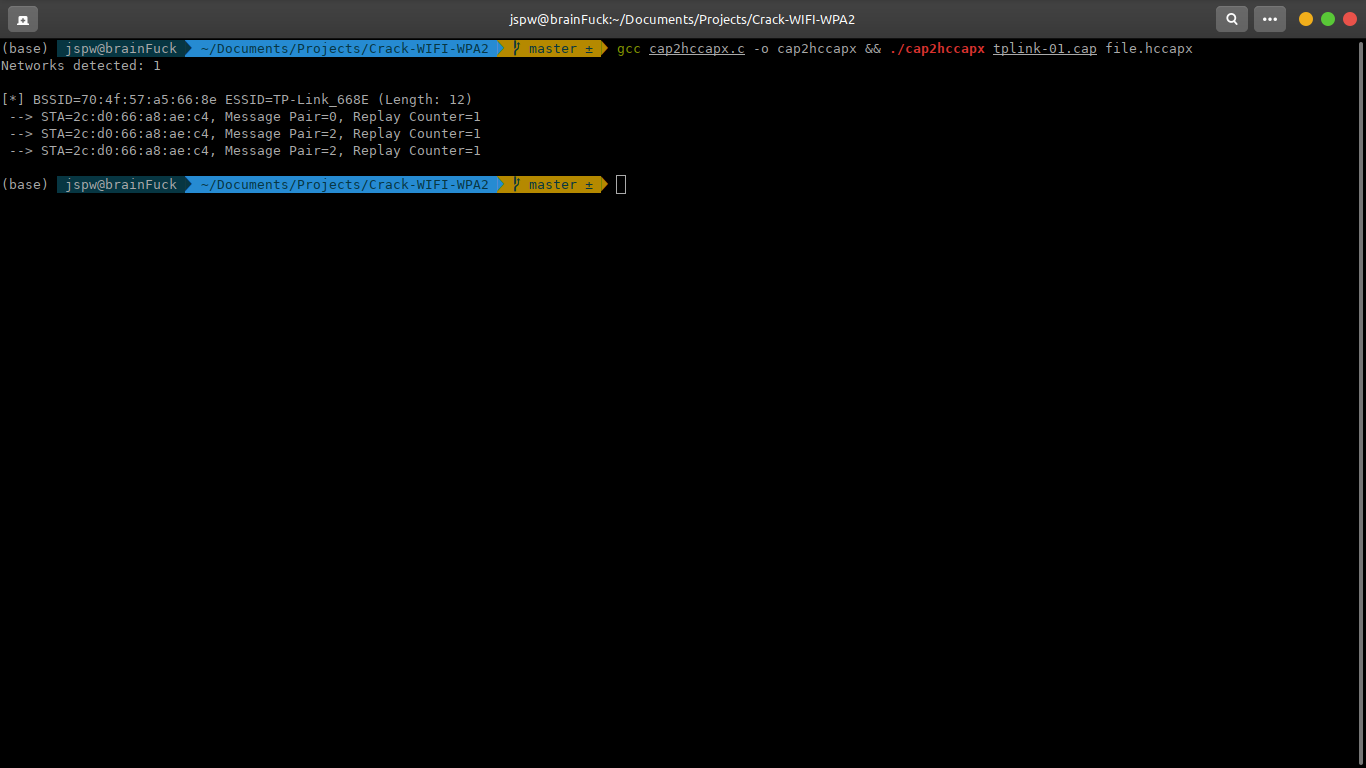 jspw@brainFuck:~/Documents/Projects/Crack-WIFI-WPA2
(base) jspw@brainFuck ~/Documents/Projects/Crack-WIFI-WPA2 master ± gcc cap2hccapx.c -o cap2hccapx && ./cap2hccapx tplink-01.cap file.hccapx
Networks detected: 1
[*] BSSID=70:4f:57:a5:66:8e ESSID=TP-Link_668E (Length: 12)
--> STA=2c:d0:66:a8:ae:c4, Message Pair=0, Replay Counter=1
--> STA=2c:d0:66:a8:ae:c4, Message Pair=2, Replay Counter=1
--> STA=2c:d0:66:a8:ae:c4, Message Pair=2, Replay Counter=1
(base) jspw@brainFuck ~/Documents/Projects/Crack-WIFI-WPA2 master ±